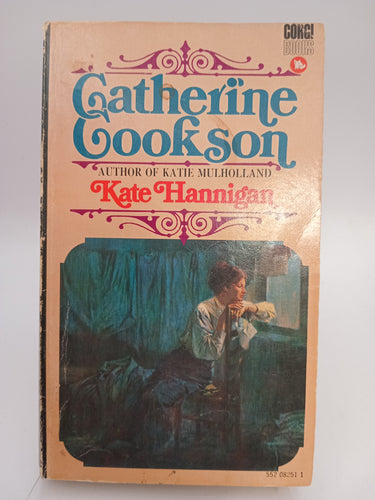 CORGI
BOOKS
Catherine
Cookson
AUTHOR OF KATIE MULHOLLAND
Kate Hannigan
552 08251 1